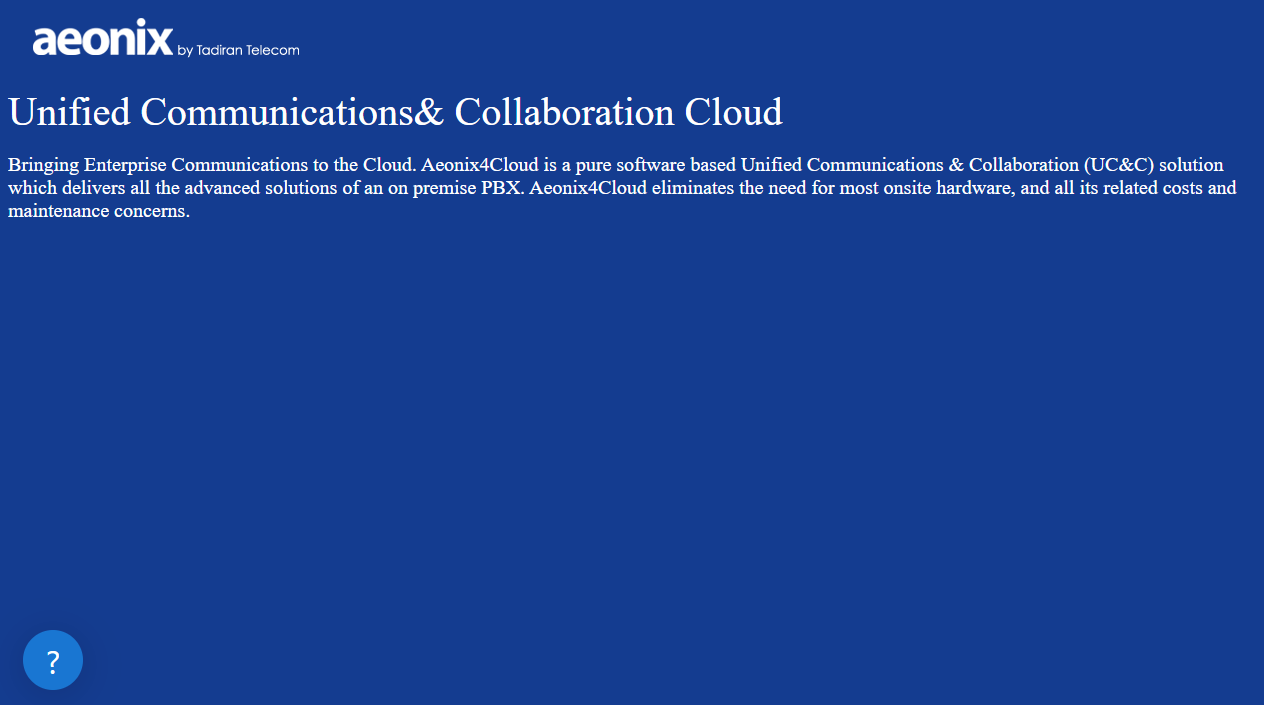 aeonix by Tadiran Telecom
Unified Communications& Collaboration Cloud
Bringing Enterprise Communications to the Cloud. Aeonix4Cloud is a pure software based Unified Communications & Collaboration (UC&C) solution
which delivers all the advanced solutions of an on premise PBX. Aeonix4Cloud eliminates the need for most onsite hardware, and all its related costs and
maintenance concerns.
?